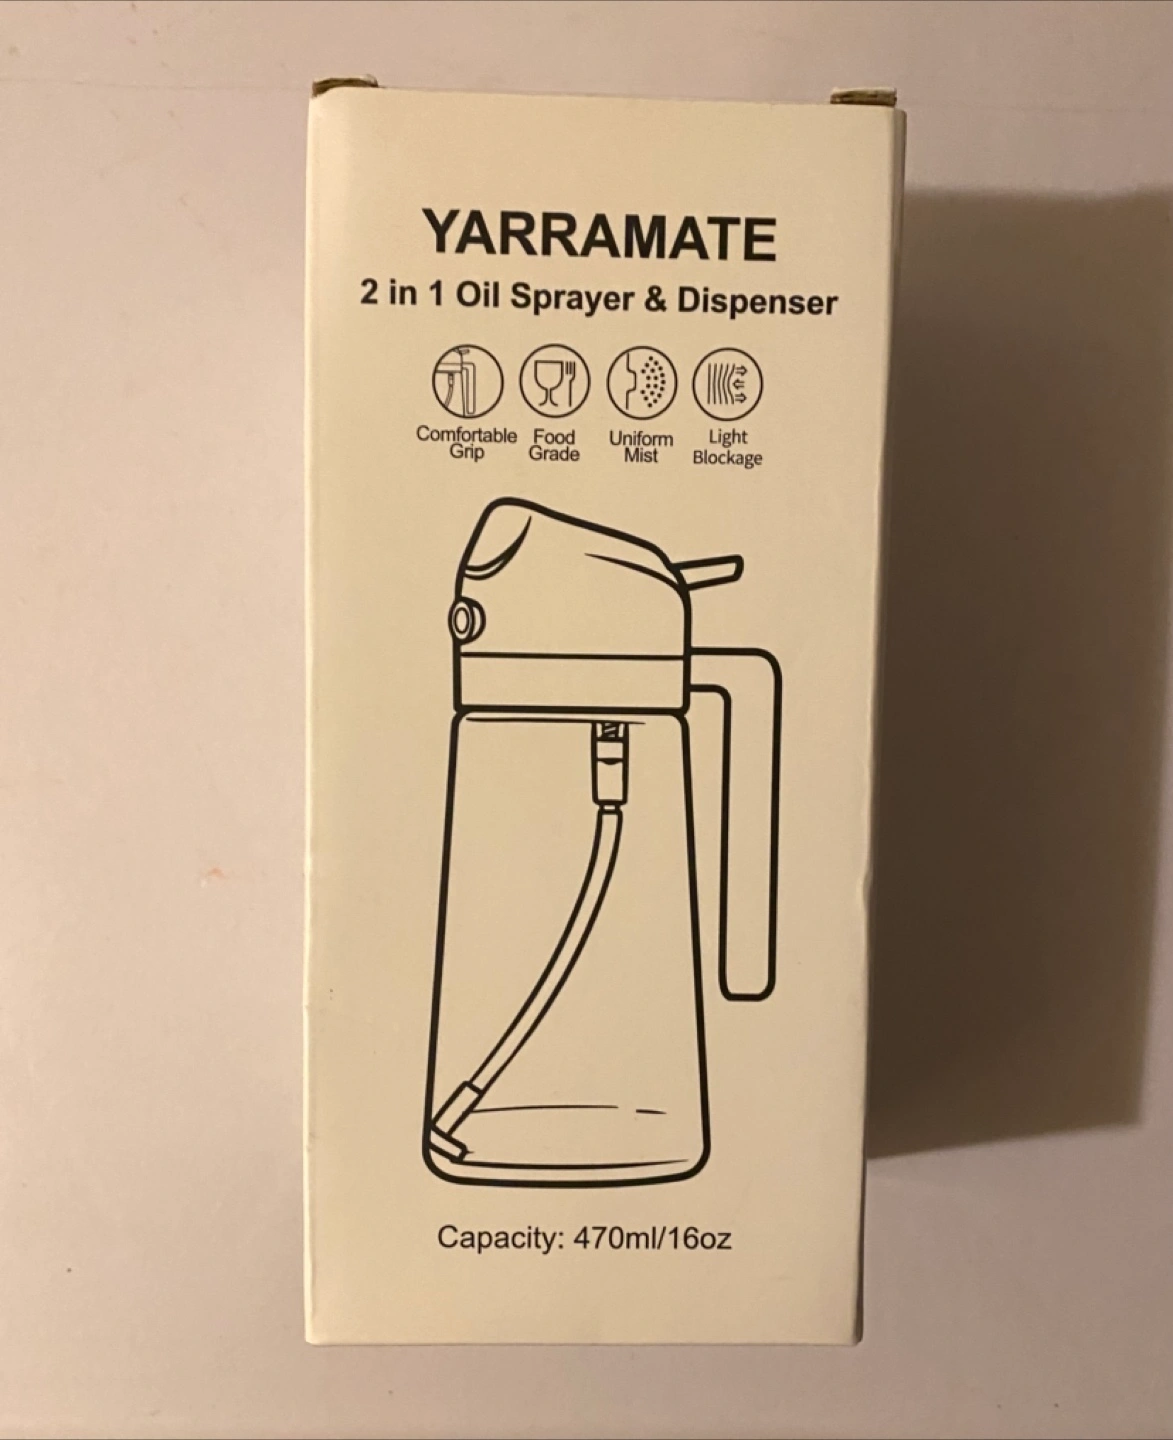 YARRAMATE
2 in 1 Oil Sprayer & Dispenser
Comfortable Grip
Food Grade
Uniform Mist
Light Blockage
Capacity: 470ml/16oz